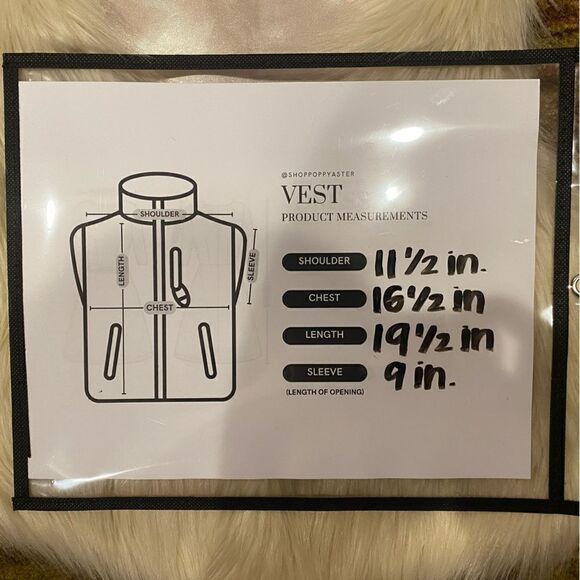 @SHOPPOPPYASTER
VEST
PRODUCT MEASUREMENTS
SHOULDER 11 1/2 in.
CHEST 16 1/2 in
LENGTH 19 1/2 in
SLEEVE 9 in.
(LENGTH OF OPENING)
SHOULDER
LENGTH
SLEEVE
CHEST